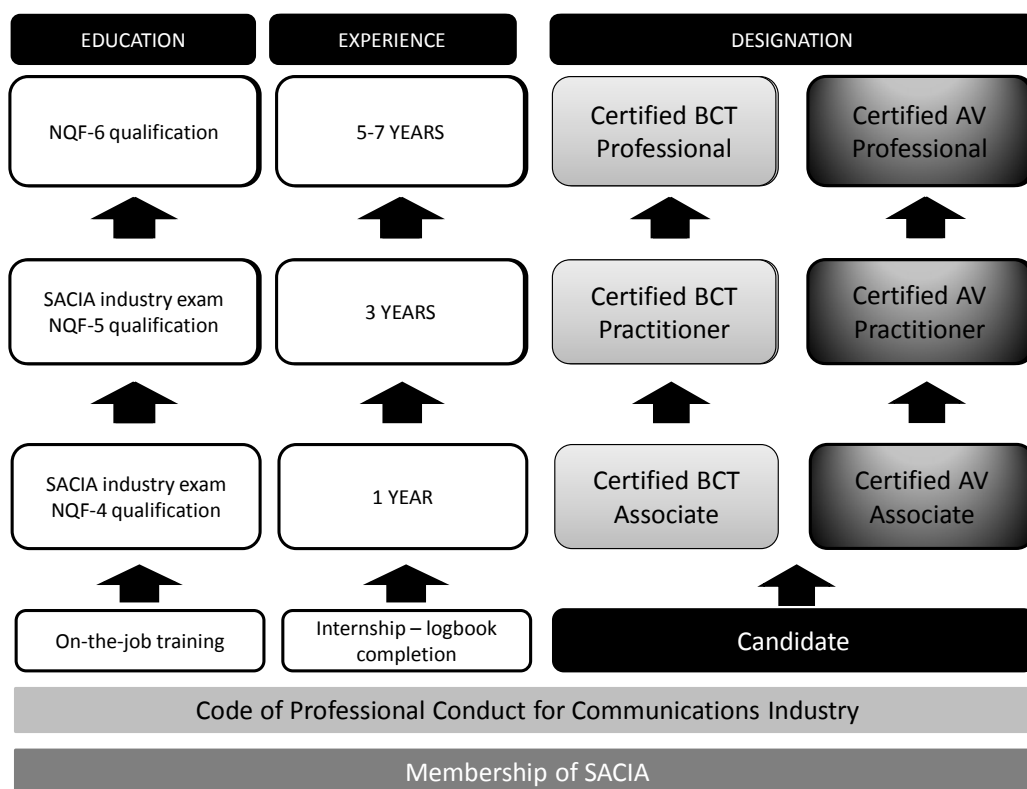 EDUCATION
EXPERIENCE
DESIGNATION
NQF-6 qualification
5-7 YEARS
Certified BCT
Professional
Certified AV
Professional
SACIA industry exam
NQF-5 qualification
3 YEARS
Certified BCT
Practitioner
Certified AV
Practitioner
SACIA industry exam
NQF-4 qualification
1 YEAR
Certified BCT
Associate
Certified AV
Associate
On-the-job training
Internship – logbook
completion
Candidate
Code of Professional Conduct for Communications Industry
Membership of SACIA